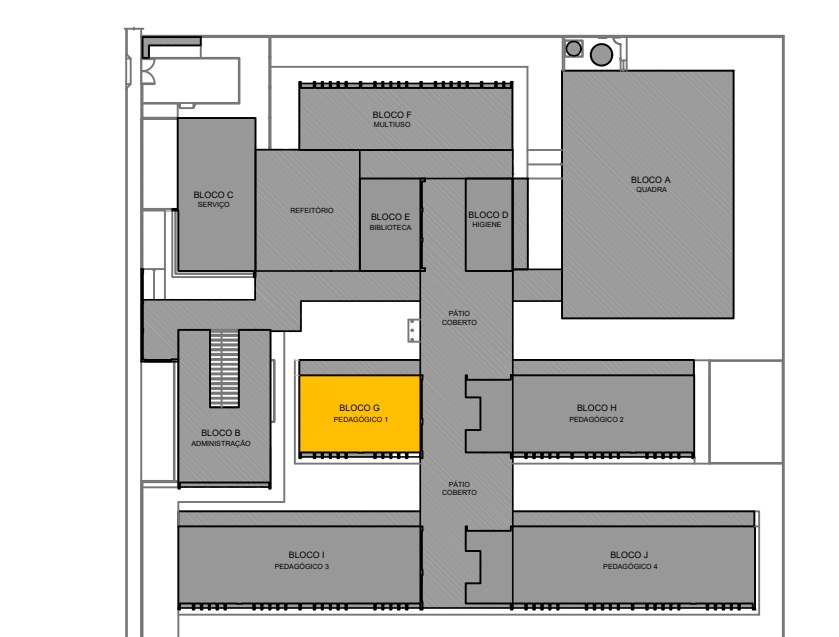 BLOCO F
MULTIUSO
BLOCO A
QUADRA
BLOCO C
SERVIÇO
REFEITÓRIO
BLOCO E
BIBLIOTECA
BLOCO D
HIGIENE
PÁTIO
COBERTO
BLOCO G
PEDAGÓGICO 1
BLOCO H
PEDAGÓGICO 2
BLOCO B
ADMINISTRAÇÃO
PÁTIO
COBERTO
BLOCO I
PEDAGÓGICO 3
BLOCO J
PEDAGÓGICO 4